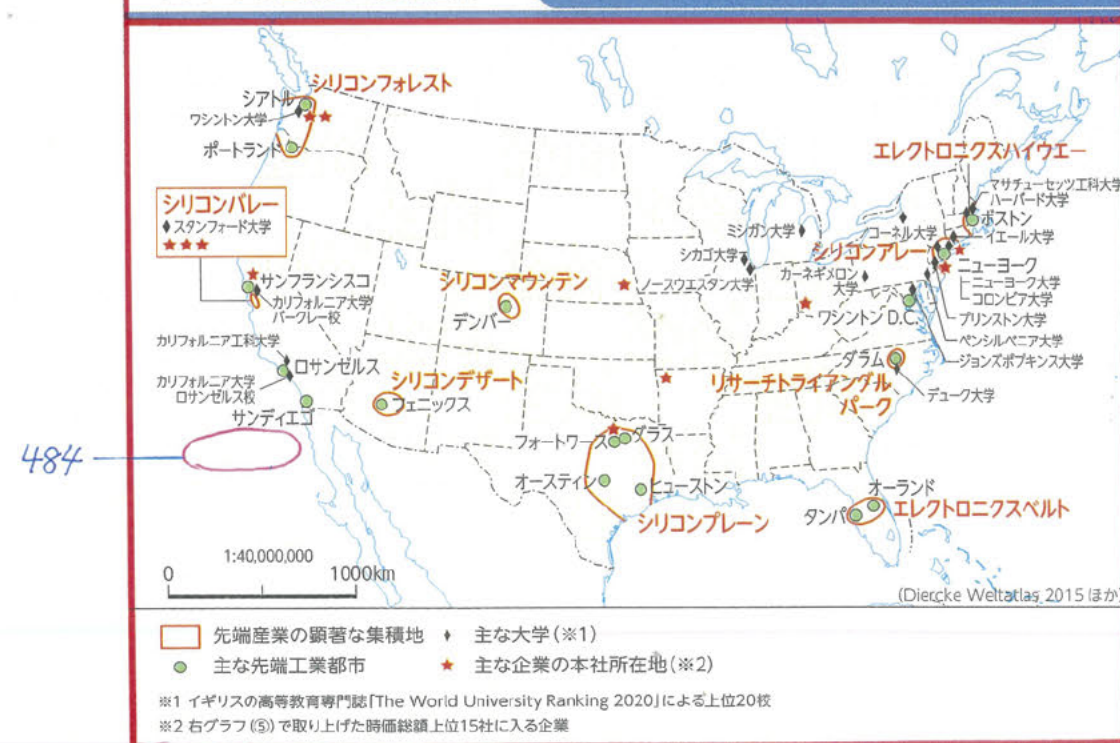 シリコンフォレスト
シアトル
ワシントン大学
ポートランド
エレクトロニクスハイウエー
マサチューセッツ工科大学
ハーバード大学
ボストン
イエール大学
シリコンバレー
スタンフォード大学
ミシガン大学
コーネル大学
シリコンアレー
シカゴ大学
ノースウエスタン大学
カーネギメロン
大学
ニューヨーク
ニューヨーク大学
コロンビア大学
サンフランシスコ
カリフォルニア大学
バークレー校
シリコンマウンテン
デンバー
ワシントン D.C.
プリンストン大学
ペンシルペニア大学
ジョンズポプキンス大学
カリフォルニア工科大学
ロサンゼルス
カリフォルニア大学
ロサンゼルス校
サンディエゴ
シリコンデザート
フェニックス
ダラム
リサーチトライアングル
パーク
デューク大学
484
フォートワース
ダラス
オースティン
ヒューストン
シリコンプレーン
オーランド
タンパ
エレクトロニクスベルト
1:40,000,000
0 1000km
(Diercke Weltatlas 2015 ほか)
先端産業の顕著な集積地 主な大学(※1)
主な先端工業都市 主な企業の本社所在地(※2)
※1 イギリスの高等教育専門誌「The World University Ranking 2020」による上位20校
※2 右グラフ(⑤)で取り上げた時価総額上位15社に入る企業